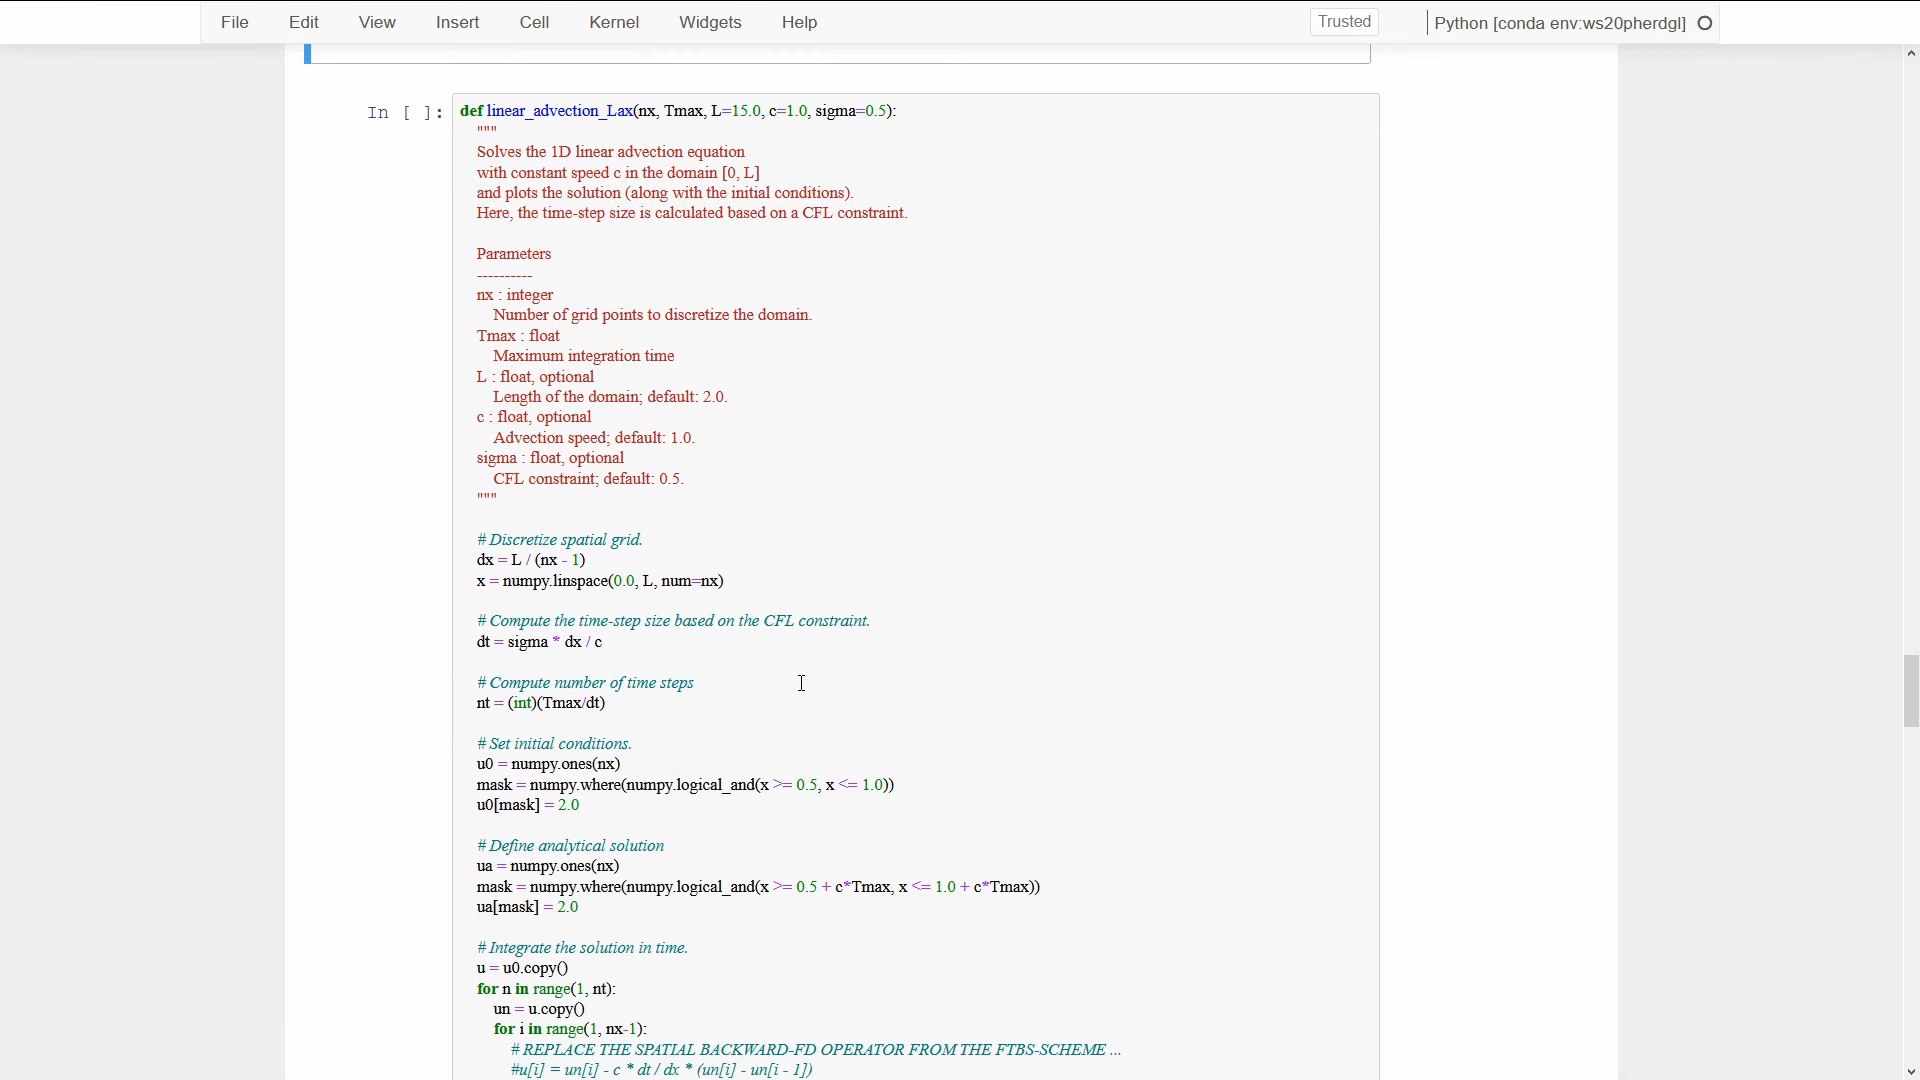 File Edit View Insert Cell Kernel Widgets Help Trusted Python [conda env:ws20pherdgl]
In [ ]: def linear_advection_Lax(nx, Tmax, L=15.0, c=1.0, sigma=0.5):
"""
Solves the 1D linear advection equation
with constant speed c in the domain [0, L]
and plots the solution (along with the initial conditions).
Here, the time-step size is calculated based on a CFL constraint.
Parameters
----------
nx : integer
Number of grid points to discretize the domain.
Tmax : float
Maximum integration time
L : float, optional
Length of the domain; default: 2.0.
c : float, optional
Advection speed; default: 1.0.
sigma : float, optional
CFL constraint; default: 0.5.
"""
# Discretize spatial grid.
dx = L / (nx - 1)
x = numpy.linspace(0.0, L, num=nx)
# Compute the time-step size based on the CFL constraint.
dt = sigma * dx / c
# Compute number of time steps
nt = (int)(Tmax/dt)
# Set initial conditions.
u0 = numpy.ones(nx)
mask = numpy.where(numpy.logical_and(x >= 0.5, x <= 1.0))
u0[mask] = 2.0
# Define analytical solution
ua = numpy.ones(nx)
mask = numpy.where(numpy.logical_and(x >= 0.5 + c*Tmax, x <= 1.0 + c*Tmax))
ua[mask] = 2.0
# Integrate the solution in time.
u = u0.copy()
for n in range(1, nt):
un = u.copy()
for i in range(1, nx-1):
# REPLACE THE SPATIAL BACKWARD-FD OPERATOR FROM THE FTBS-SCHEME ...
#u[i] = un[i] - c * dt / dx * (un[i] - un[i - 1])